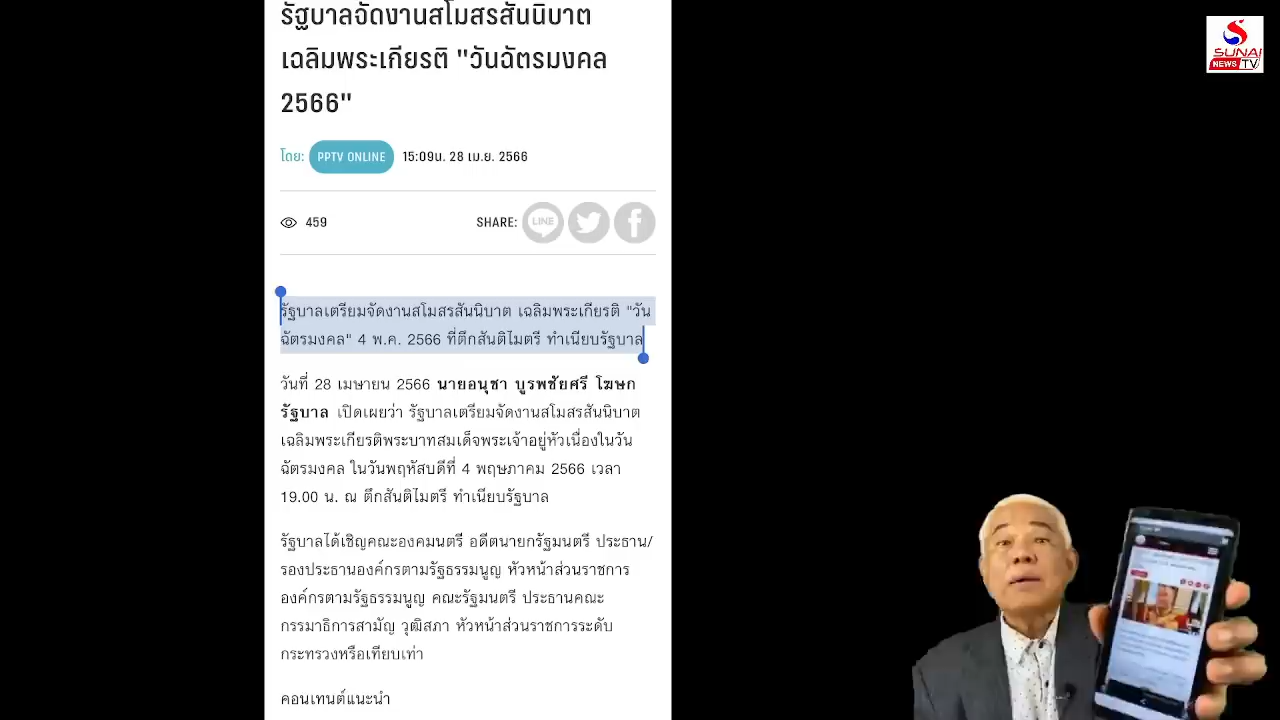 รัฐบาลจัดงานสโมสรสันนิบาต
เฉลิมพระเกียรติ "วันฉัตรมงคล
2566"
โดย: PPTV ONLINE 15:09น. 28 เม.ย. 2566
459 SHARE: LINE
รัฐบาลเตรียมจัดงานสโมสรสันนิบาต เฉลิมพระเกียรติ "วัน
ฉัตรมงคล" 4 พ.ค. 2566 ที่ตึกสันติไมตรี ทำเนียบรัฐบาล
วันที่ 28 เมษายน 2566 นายอนุชา บูรพชัยศรี โฆษก
รัฐบาล เปิดเผยว่า รัฐบาลเตรียมจัดงานสโมสรสันนิบาต
เฉลิมพระเกียรติพระบาทสมเด็จพระเจ้าอยู่หัวเนื่องในวัน
ฉัตรมงคล ในวันพฤหัสบดีที่ 4 พฤษภาคม 2566 เวลา
19.00 น. ณ ตึกสันติไมตรี ทำเนียบรัฐบาล
รัฐบาลได้เชิญคณะองคมนตรี อดีตนายกรัฐมนตรี ประธาน/
รองประธานองค์กรตามรัฐธรรมนูญ หัวหน้าส่วนราชการ
องค์กรตามรัฐธรรมนูญ คณะรัฐมนตรี ประธานคณะ
กรรมาธิการสามัญ วุฒิสภา หัวหน้าส่วนราชการระดับ
กระทรวงหรือเทียบเท่า
คอนเทนต์แนะนำ
SUNAI
NEWS TV